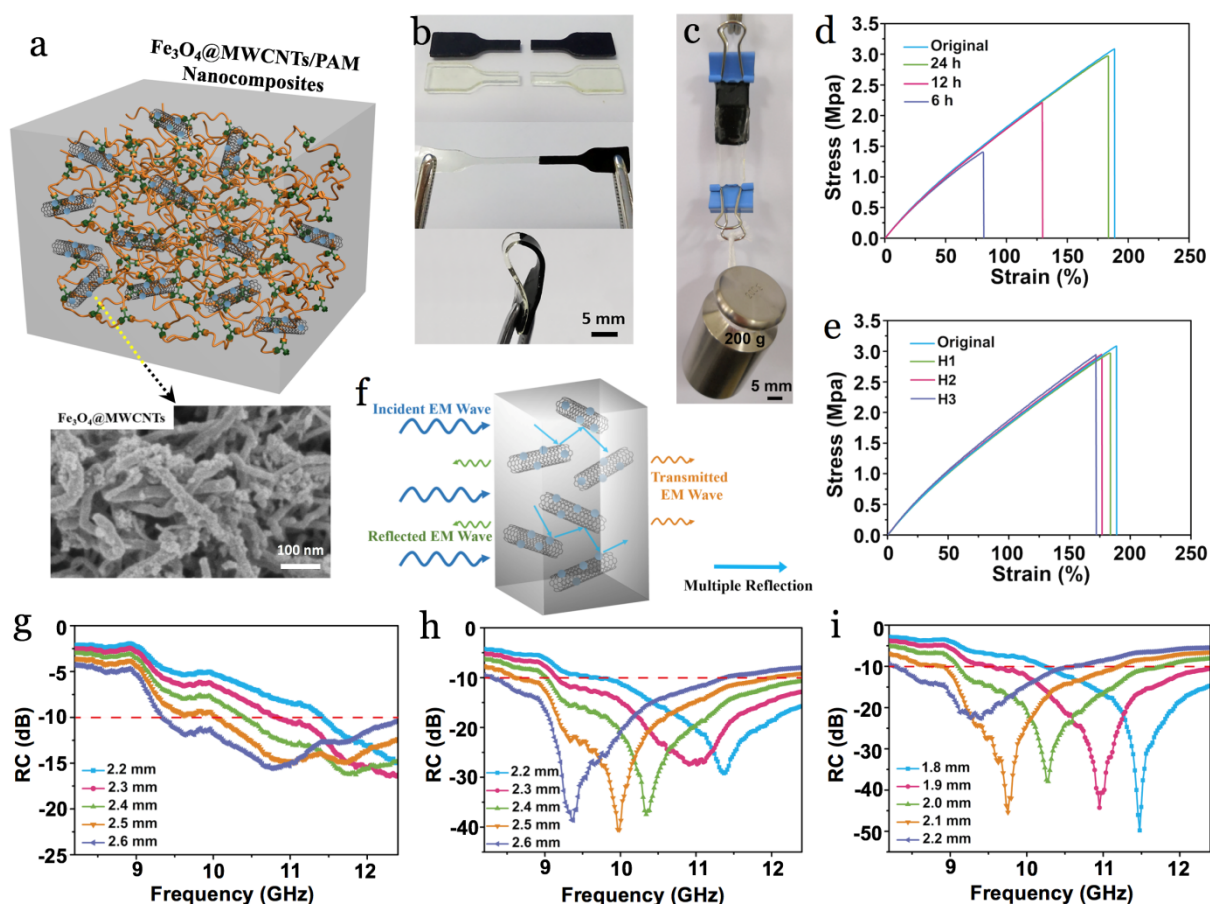 a
Fe₃O₄@MWCNTs/PAM
Nanocomposites
Fe₃O₄@MWCNTs
100 nm
b
5 mm
c
200 g
5 mm
d
Stress (Mpa)
3.5
3.0
2.5
2.0
1.5
1.0
0.5
0.0
Original
24 h
12 h
6 h
0 50 100 150 200 250
Strain (%)
e
Stress (Mpa)
3.5
3.0
2.5
2.0
1.5
1.0
0.5
0.0
Original
H1
H2
H3
0 50 100 150 200 250
Strain (%)
f
Incident EM Wave
Transmitted
EM Wave
Reflected EM Wave
Multiple Reflection
g
RC (dB)
0
-5
-10
-15
-20
-25
2.2 mm
2.3 mm
2.4 mm
2.5 mm
2.6 mm
9 10 11 12
Frequency (GHz)
h
RC (dB)
0
-10
-20
-30
-40
2.2 mm
2.3 mm
2.4 mm
2.5 mm
2.6 mm
9 10 11 12
Frequency (GHz)
i
RC (dB)
0
-10
-20
-30
-40
-50
1.8 mm
1.9 mm
2.0 mm
2.1 mm
2.2 mm
9 10 11 12
Frequency (GHz)